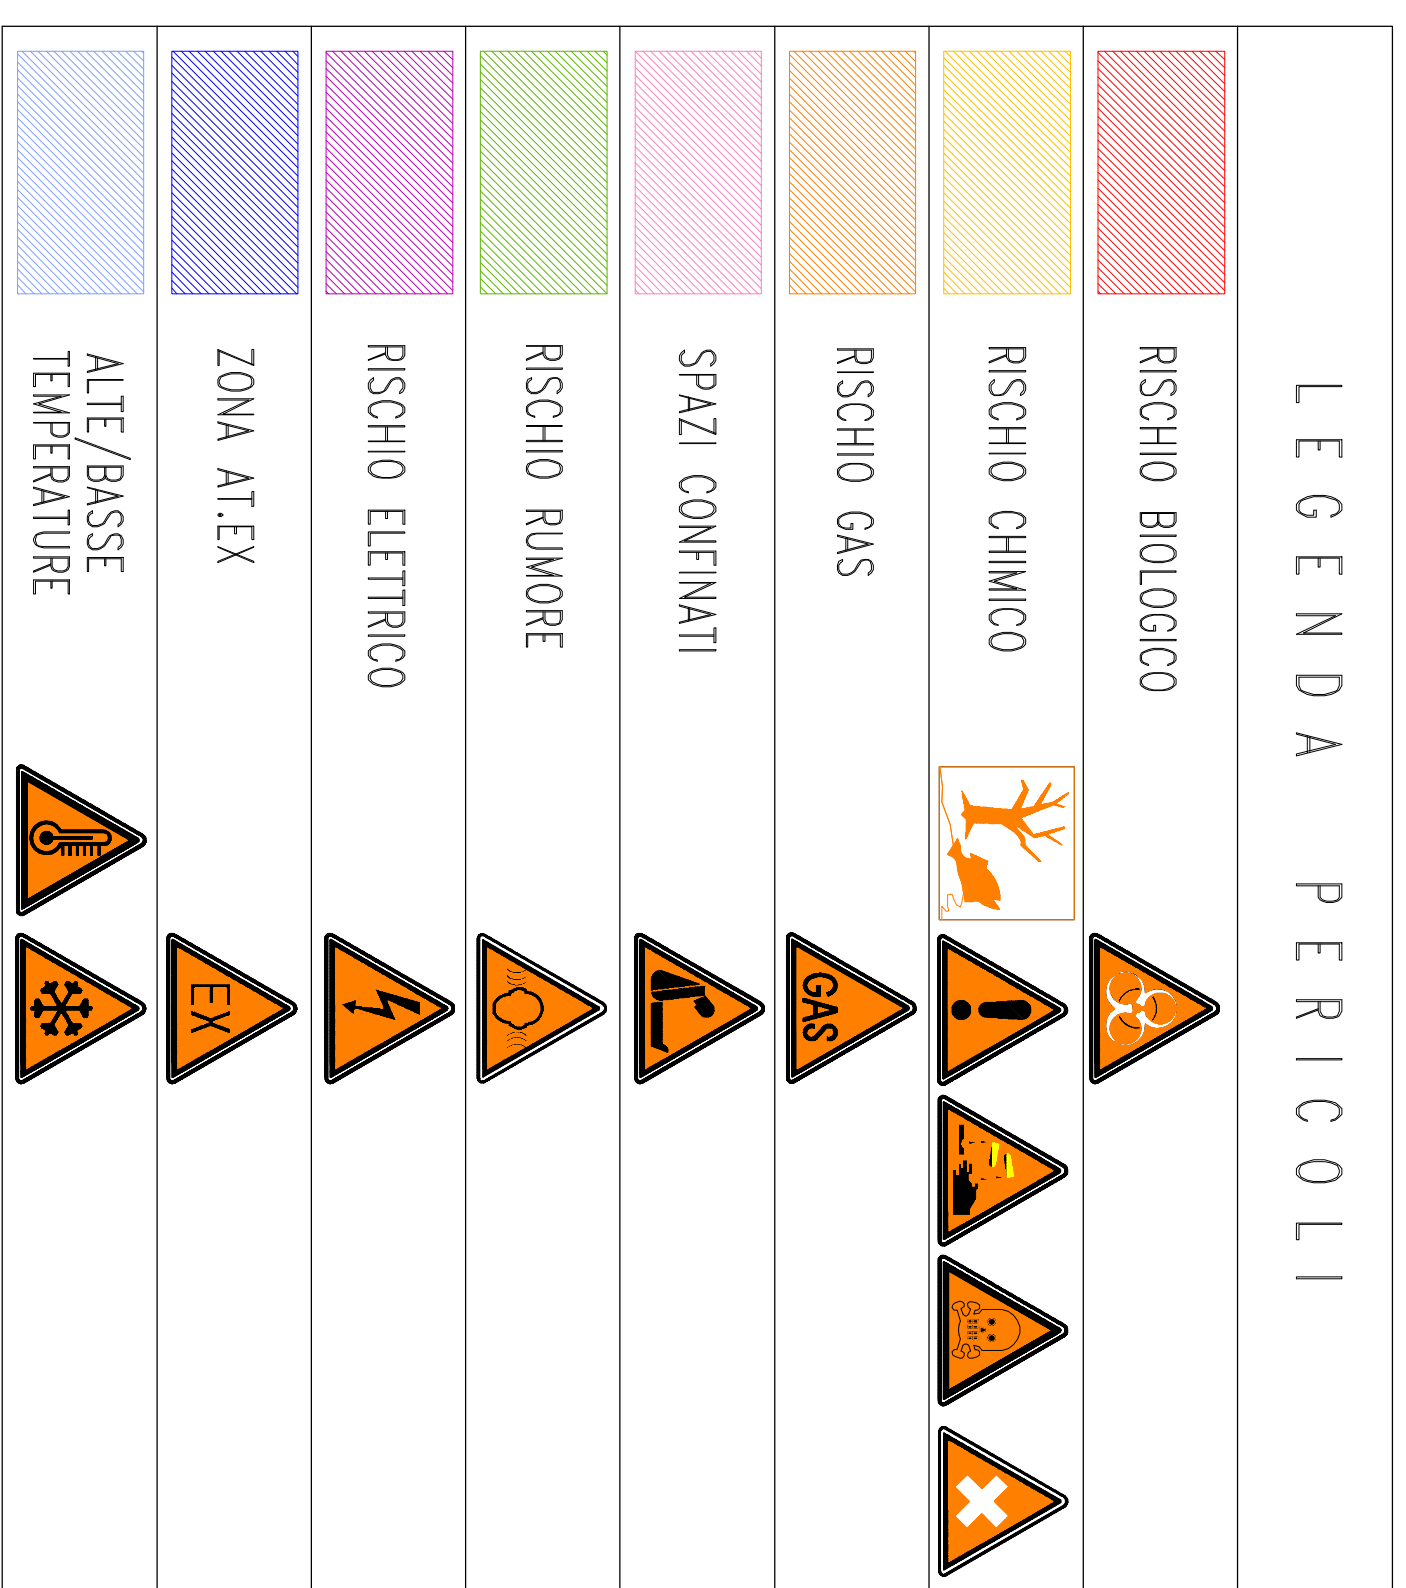 LEGENDA PERICOLI
RISCHIO BIOLOGICO
RISCHIO CHIMICO
RISCHIO GAS
GAS
SPAZI CONFINATI
RISCHIO RUMORE
RISCHIO ELETTRICO
ZONA AT.EX
EX
ALTE/BASSE
TEMPERATURE